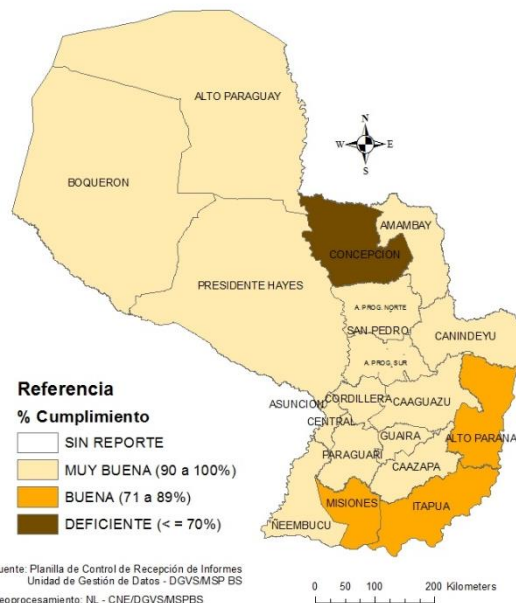 ALTO PARAGUAY
N
W E
S
BOQUERON
AMAMBAY
CONCEPCION
PRESIDENTE HAYES
A. PROG. NORTE
SAN PEDRO
CANINDEYU
A. PROG. SUR
Referencia
% Cumplimiento
SIN REPORTE
MUY BUENA (90 a 100%)
BUENA (71 a 89%)
DEFICIENTE (< = 70%)
ASUNCION
CORDILLERA
CAAGUAZU
CENTRAL
GUAIRA
ALTO PARANA
PARAGUARI
CAAZAPA
MISIONES
ITAPUA
ÑEEMBUCU
uente: Planilla de Control de Recepción de Informes
Unidad de Gestión de Datos - DGVS/MSP BS
eoprocesamiento: NL - CNE/DGVS/MSPBS
0 50 100 200 Kilometers